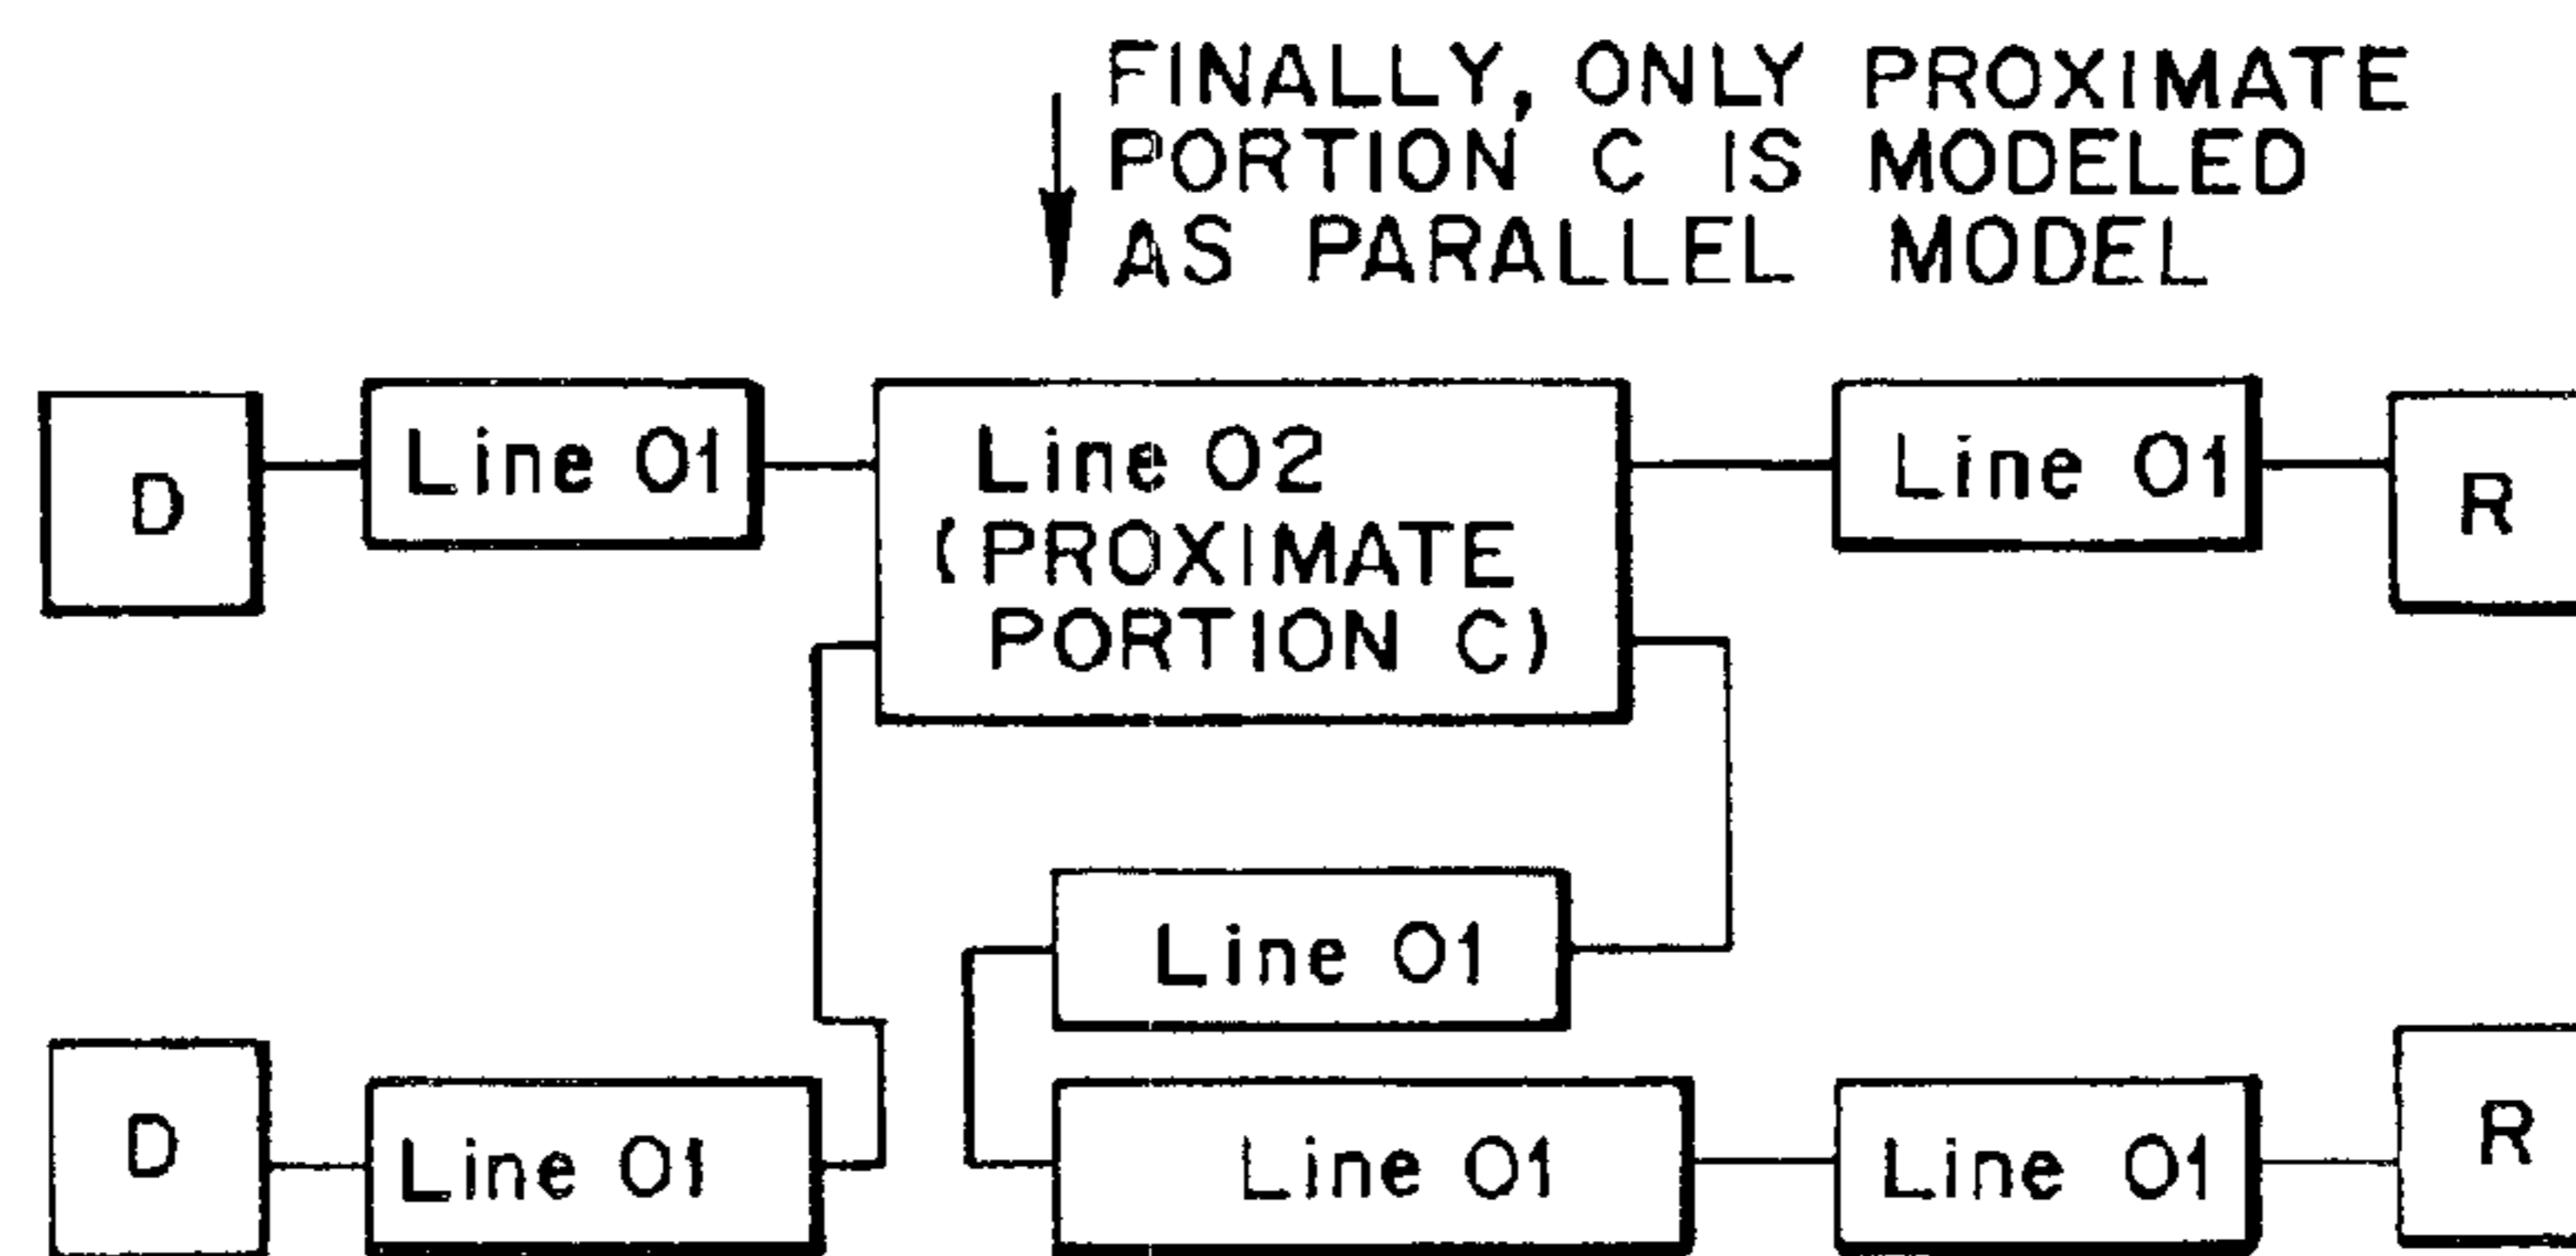 FINALLY, ONLY PROXIMATE
PORTION C IS MODELED
AS PARALLEL MODEL
D
Line 01
Line 02
(PROXIMATE
PORTION C)
Line 01
R
Line 01
D
Line 01
Line 01
Line 01
R